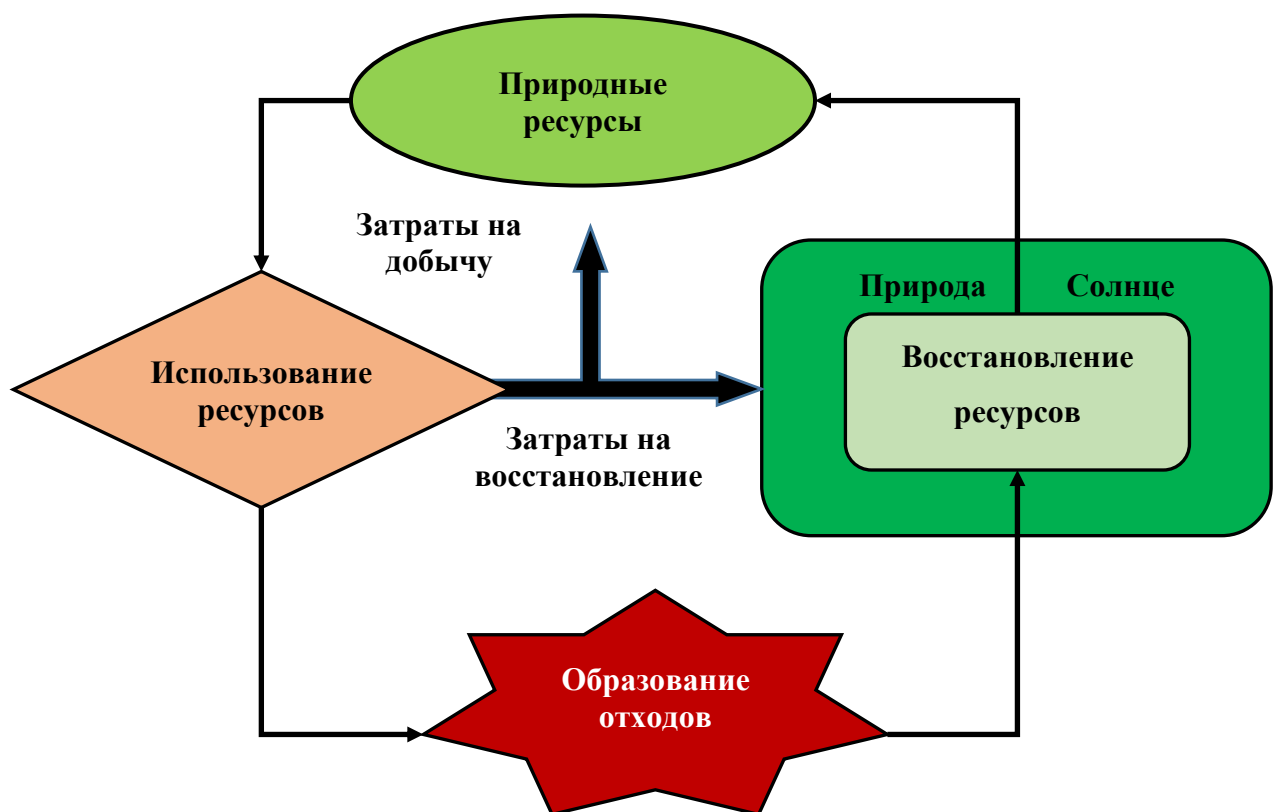 Природные
ресурсы
Затраты на
добычу
Природа Солнце
Использование
ресурсов
Восстановление
ресурсов
Затраты на
восстановление
Образование
отходов